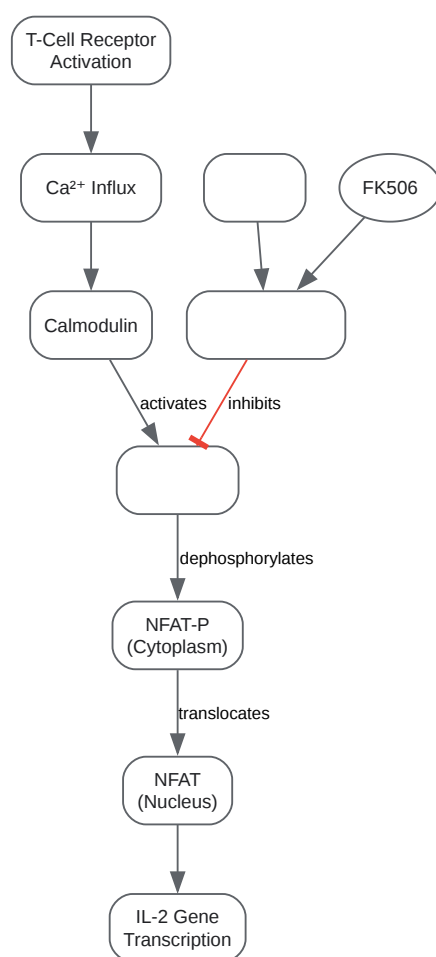 T-Cell Receptor
Activation
Ca²⁺ Influx
FK506
Calmodulin
activates
inhibits
dephosphorylates
NFAT-P
(Cytoplasm)
translocates
NFAT
(Nucleus)
IL-2 Gene
Transcription